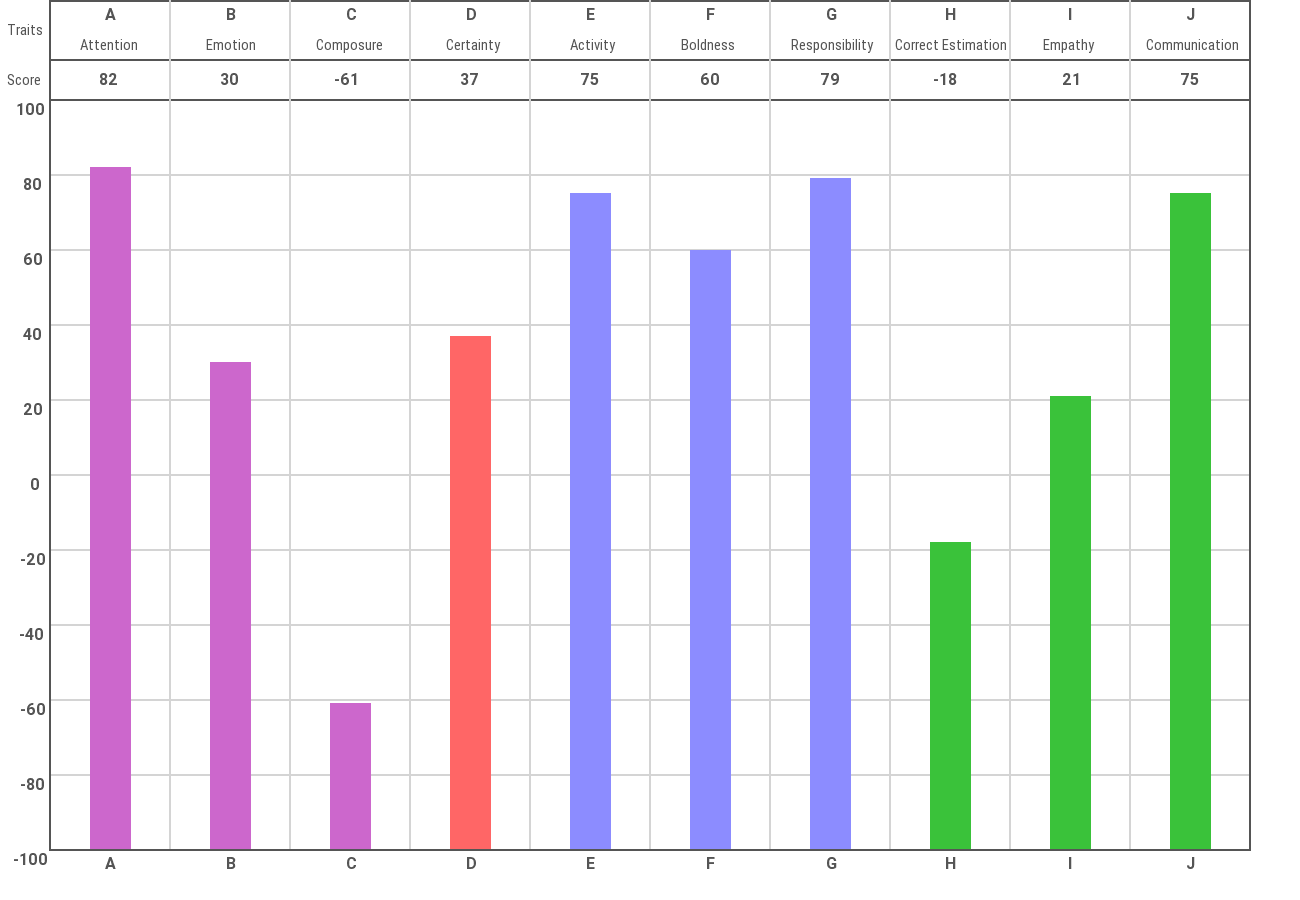 A B C D E F G H I J
Traits
Attention Emotion Composure Certainty Activity Boldness Responsibility Correct Estimation Empathy Communication
Score 82 30 -61 37 75 60 79 -18 21 75
100
80
60
40
20
0
-20
-40
-60
-80
-100
A B C D E F G H I J